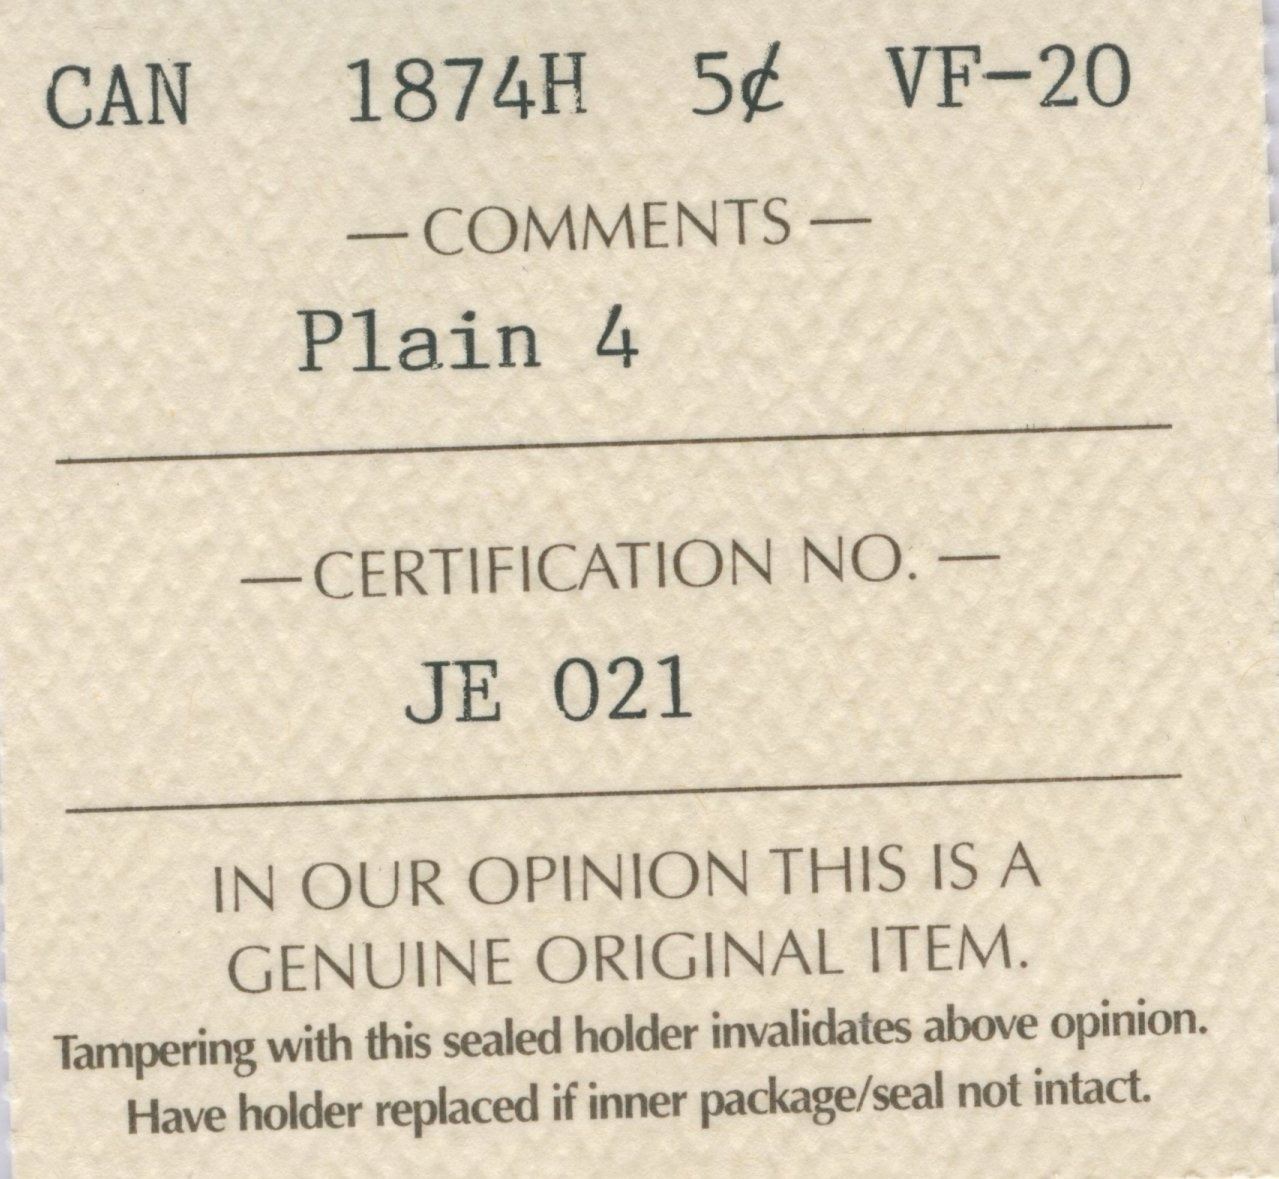 CAN 1874H 5¢ VF-20
—COMMENTS—
Plain 4
—CERTIFICATION NO.—
JE 021
IN OUR OPINION THIS IS A
GENUINE ORIGINAL ITEM.
Tampering with this sealed holder invalidates above opinion.
Have holder replaced if inner package/seal not intact.